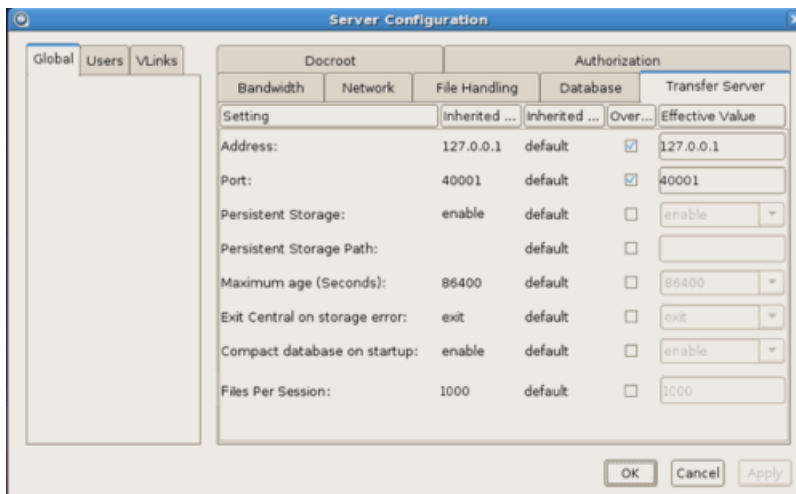 Server Configuration
Global Users VLinks
Docroot Authorization
Bandwidth Network File Handling Database Transfer Server
Setting Inherited ... Inherited ... Over... Effective Value
Address: 127.0.0.1 default 127.0.0.1
Port: 40001 default 40001
Persistent Storage: enable default enable
Persistent Storage Path: default
Maximum age (Seconds): 86400 default 86400
Exit Central on storage error: exit default exit
Compact database on startup: enable default enable
Files Per Session: 1000 default 1000
OK Cancel Apply